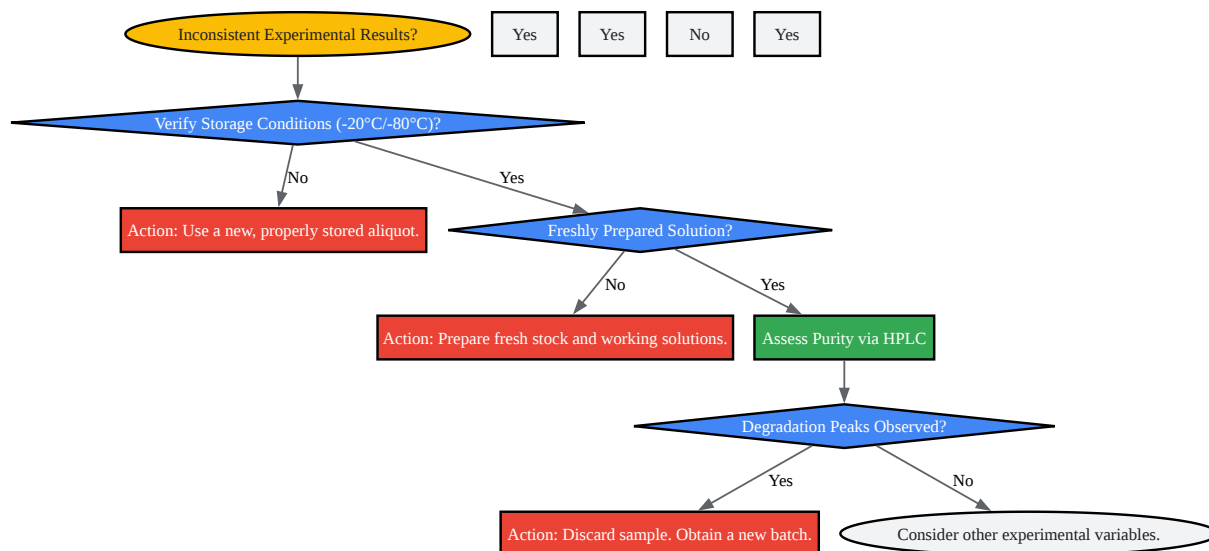 Inconsistent Experimental Results?
Yes
Yes
No
Yes
Verify Storage Conditions (-20°C/-80°C)?
No
Yes
Action: Use a new, properly stored aliquot.
Freshly Prepared Solution?
No
Yes
Action: Prepare fresh stock and working solutions.
Assess Purity via HPLC
Degradation Peaks Observed?
Yes
No
Action: Discard sample. Obtain a new batch.
Consider other experimental variables.